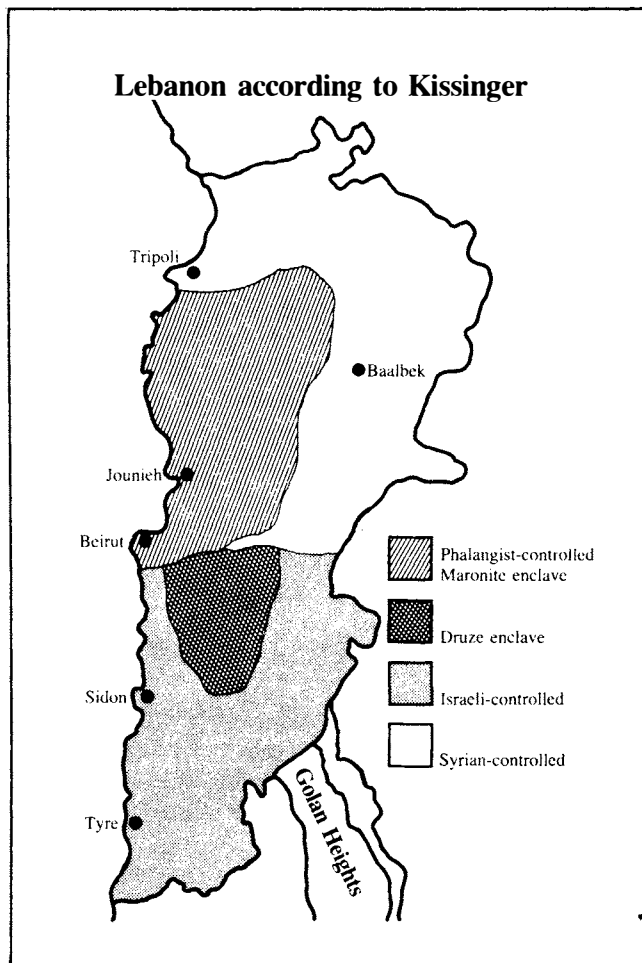 Lebanon according to Kissinger
Tripoli
Baalbek
Jounieh
Beirut
Phalangist-controlled
Maronite enclave
Druze enclave
Sidon
Israeli-controlled
Syrian-controlled
Golan Heights
Tyre